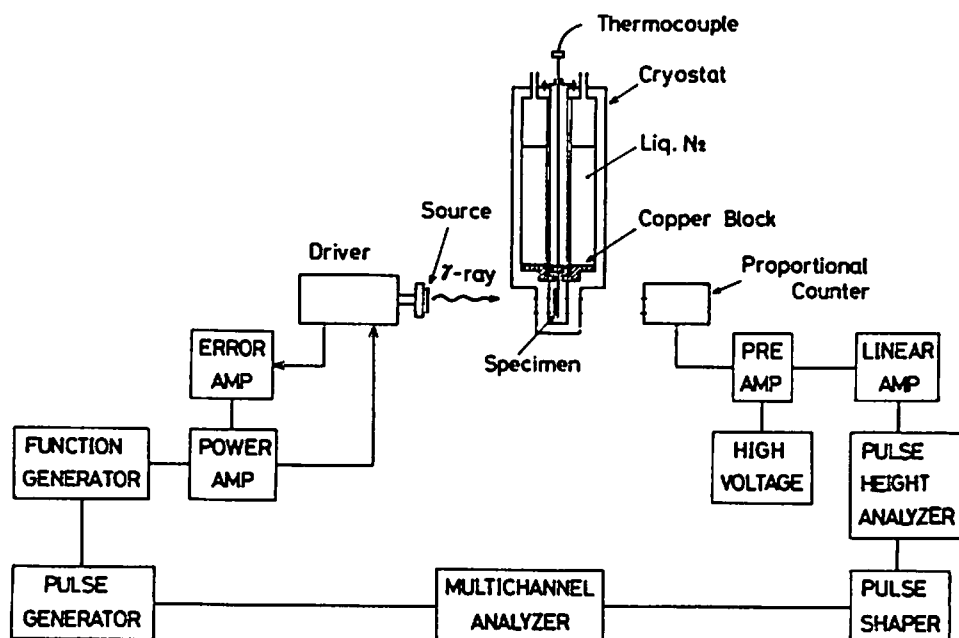 Thermocouple
Cryostat
Liq. N₂
Copper Block
Source
Driver
γ-ray
Proportional
Counter
Specimen
ERROR
AMP
PRE
AMP
LINEAR
AMP
FUNCTION
GENERATOR
POWER
AMP
HIGH
VOLTAGE
PULSE
HEIGHT
ANALYZER
PULSE
GENERATOR
MULTICHANNEL
ANALYZER
PULSE
SHAPER